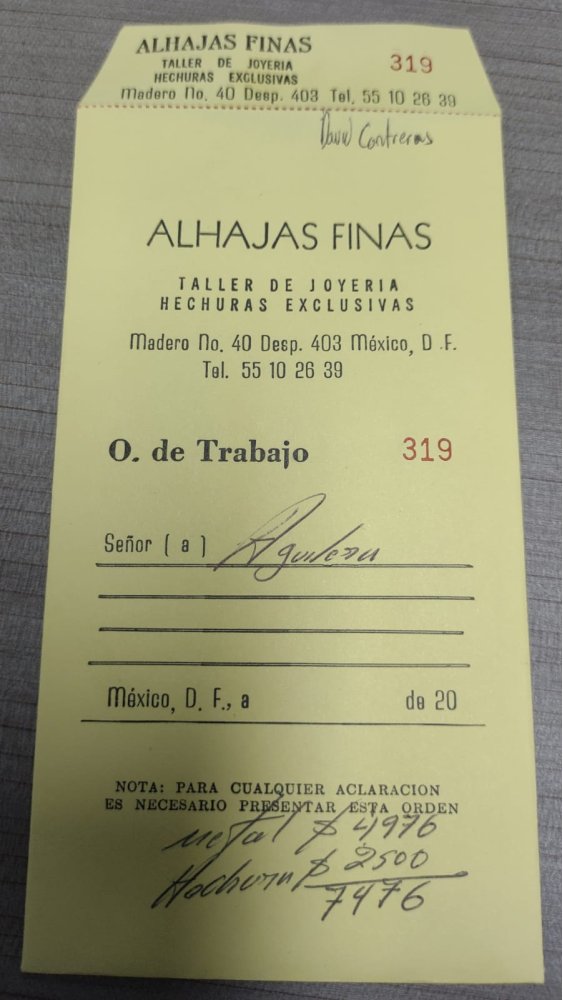 ALHAJAS FINAS
TALLER DE JOYERIA 319
HECHURAS EXCLUSIVAS
Madero No. 40 Desp. 403 Tel. 55 10 26 39
David Contreras
ALHAJAS FINAS
TALLER DE JOYERIA
HECHURAS EXCLUSIVAS
Madero No. 40 Desp. 403 México, D.F.
Tel. 55 10 26 39
O. de Trabajo 319
Señor ( a )
México, D. F., a de 20
NOTA: PARA CUALQUIER ACLARACION
ES NECESARIO PRESENTAR ESTA ORDEN
metal $ 4976
Hechura $ 2500
7476